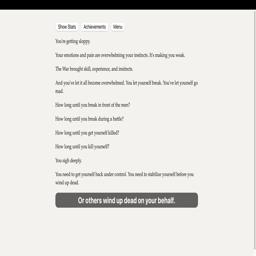 Show Stats Achievements Menu
You're getting sloppy.
Your emotions and pain are overwhelming your instincts. It's making you weak.
The War brought skill, experience, and instincts.
And you've let it all become overwhelmed. You let yourself break. You've let yourself go
mad.
How long until you break in front of the men?
How long until you break during a battle?
How long until you get yourself killed?
How long until you kill yourself?
You sigh deeply.
You need to get yourself back under control. You need to stabilize yourself before you
wind up dead.
Or others wind up dead on your behalf.